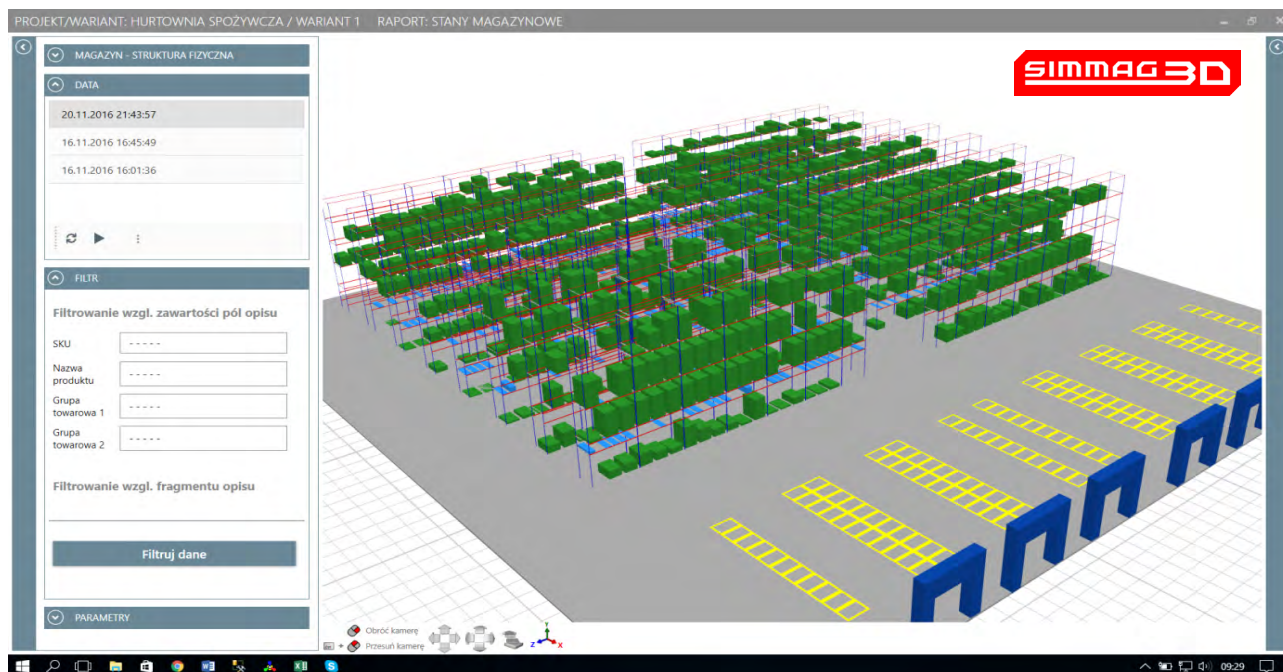 PROJEKT/WARIANT: HURTOWNIA SPOŻYWCZA / WARIANT 1 RAPORT: STANY MAGAZYNOWE
MAGAZYN - STRUKTURA FIZYCZNA
DATA
20.11.2016 21:43:57
16.11.2016 16:45:49
16.11.2016 16:01:36
FILTR
Filtrowanie wzgl. zawartości pól opisu
SKU - - - - -
Nazwa
produktu - - - - -
Grupa
towarowa 1 - - - - -
Grupa
towarowa 2 - - - - -
Filtrowanie wzgl. fragmentu opisu
Filtruj dane
PARAMETRY
SIMMAG 3D
Obróć kamerę
+ Przesuń kamerę
Y
Z X
09:29